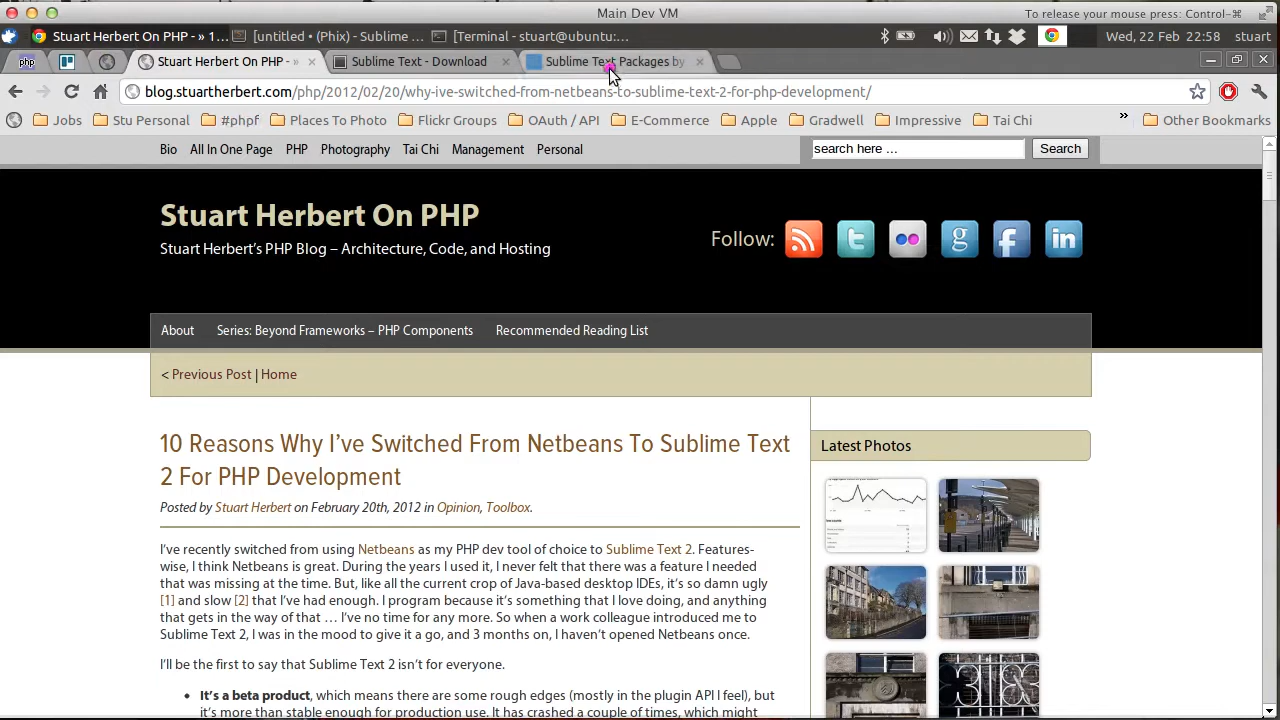 Main Dev VM
To release your mouse press: Control-⌘
Stuart Herbert On PHP - » 1...
[untitled • (Phix) - Sublime ...
[Terminal - stuart@ubuntu:...
Wed, 22 Feb 22:58
stuart
php
Stuart Herbert On PHP - »
Sublime Text - Download
Sublime Text Packages by
blog.stuartherbert.com/php/2012/02/20/why-ive-switched-from-netbeans-to-sublime-text-2-for-php-development/
Jobs
Stu Personal
#phpf
Places To Photo
Flickr Groups
OAuth / API
E-Commerce
Apple
Gradwell
Impressive
Tai Chi
»
Other Bookmarks
Bio All In One Page PHP Photography Tai Chi Management Personal
search here ...
Search
Stuart Herbert On PHP
Stuart Herbert's PHP Blog – Architecture, Code, and Hosting
Follow:
t
g
f
in
About Series: Beyond Frameworks – PHP Components Recommended Reading List
< Previous Post | Home
10 Reasons Why I've Switched From Netbeans To Sublime Text
2 For PHP Development
Posted by Stuart Herbert on February 20th, 2012 in Opinion, Toolbox.
I've recently switched from using Netbeans as my PHP dev tool of choice to Sublime Text 2. Features-
wise, I think Netbeans is great. During the years I used it, I never felt that there was a feature I needed
that was missing at the time. But, like all the current crop of Java-based desktop IDEs, it's so damn ugly
[1] and slow [2] that I've had enough. I program because it's something that I love doing, and anything
that gets in the way of that … I've no time for any more. So when a work colleague introduced me to
Sublime Text 2, I was in the mood to give it a go, and 3 months on, I haven't opened Netbeans once.
I'll be the first to say that Sublime Text 2 isn't for everyone.
• It's a beta product, which means there are some rough edges (mostly in the plugin API I feel), but
it's more than stable enough for production use. It has crashed a couple of times, which might
Latest Photos